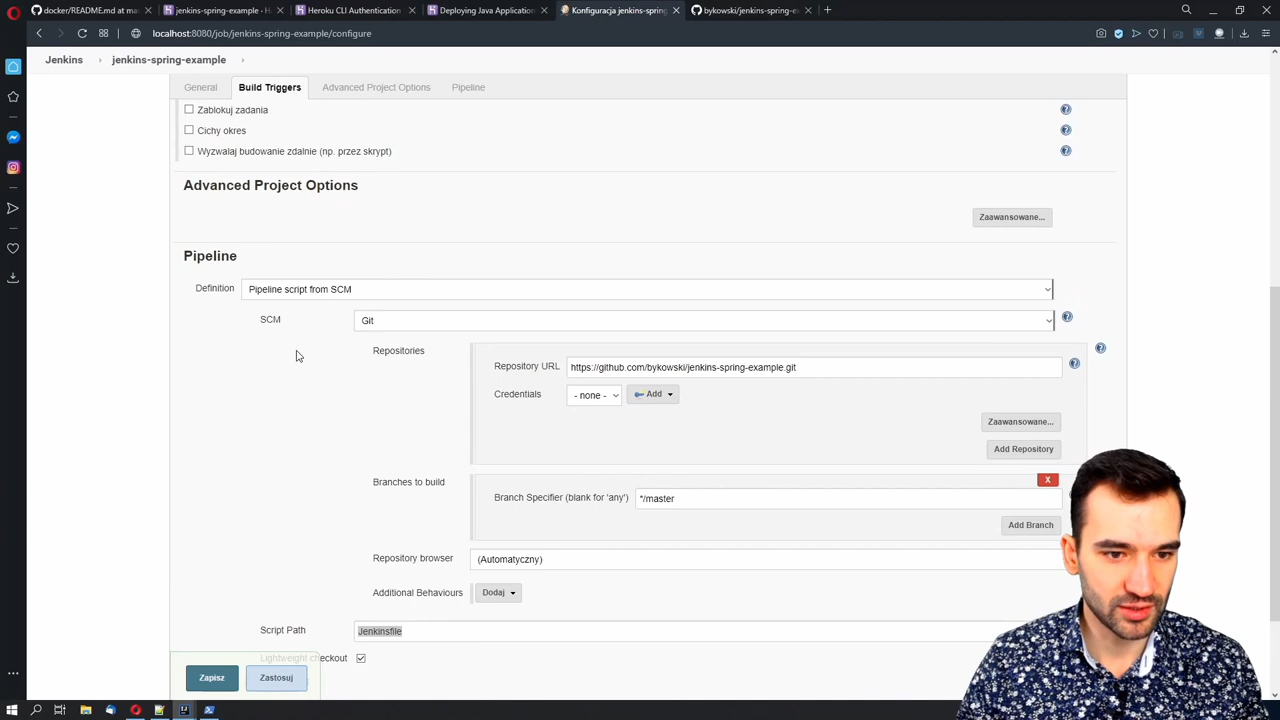 docker/README.md at mas
jenkins-spring-example · H
Heroku CLI Authentication
Deploying Java Application
Konfiguracja jenkins-spring
bykowski/jenkins-spring-ex
localhost:8080/job/jenkins-spring-example/configure
Jenkins
jenkins-spring-example
General
Build Triggers
Advanced Project Options
Pipeline
Zablokuj zadania
Cichy okres
Wyzwalaj budowanie zdalnie (np. przez skrypt)
Advanced Project Options
Zaawansowane...
Pipeline
Definition
Pipeline script from SCM
SCM
Git
Repositories
Repository URL
https://github.com/bykowski/jenkins-spring-example.git
Credentials
- none -
Add
Zaawansowane...
Add Repository
Branches to build
X
Branch Specifier (blank for 'any')
*/master
Add Branch
Repository browser
(Automatyczny)
Additional Behaviours
Dodaj
Script Path
Jenkinsfile
Lightweight checkout
Zapisz
Zastosuj